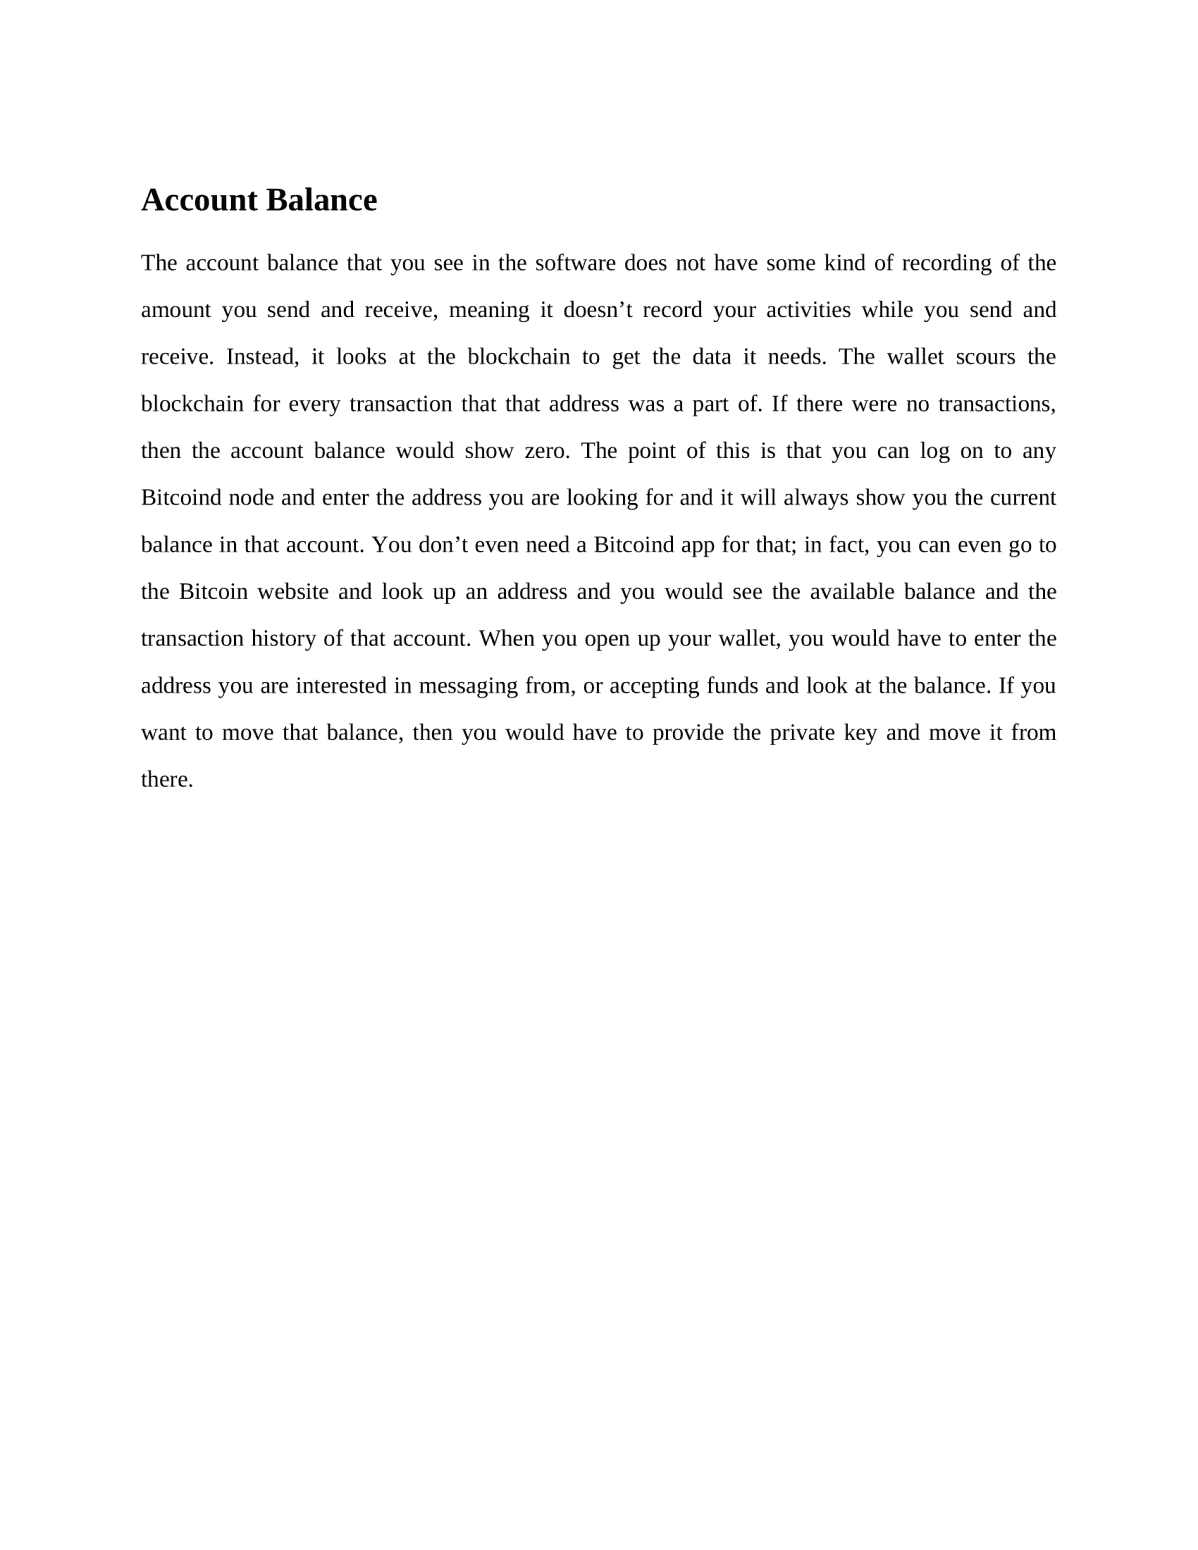 Account Balance
The account balance that you see in the software does not have some kind of recording of the
amount you send and receive, meaning it doesn’t record your activities while you send and
receive. Instead, it looks at the blockchain to get the data it needs. The wallet scours the
blockchain for every transaction that that address was a part of. If there were no transactions,
then the account balance would show zero. The point of this is that you can log on to any
Bitcoind node and enter the address you are looking for and it will always show you the current
balance in that account. You don’t even need a Bitcoind app for that; in fact, you can even go to
the Bitcoin website and look up an address and you would see the available balance and the
transaction history of that account. When you open up your wallet, you would have to enter the
address you are interested in messaging from, or accepting funds and look at the balance. If you
want to move that balance, then you would have to provide the private key and move it from
there.